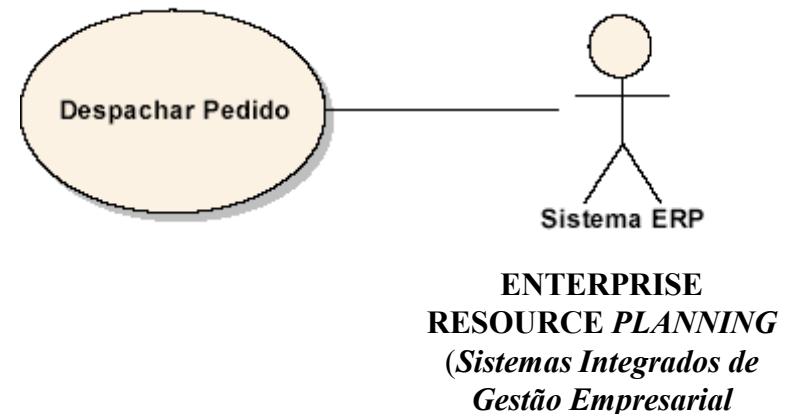 Despachar Pedido
Sistema ERP
ENTERPRISE
RESOURCE PLANNING
(Sistemas Integrados de
Gestão Empresarial